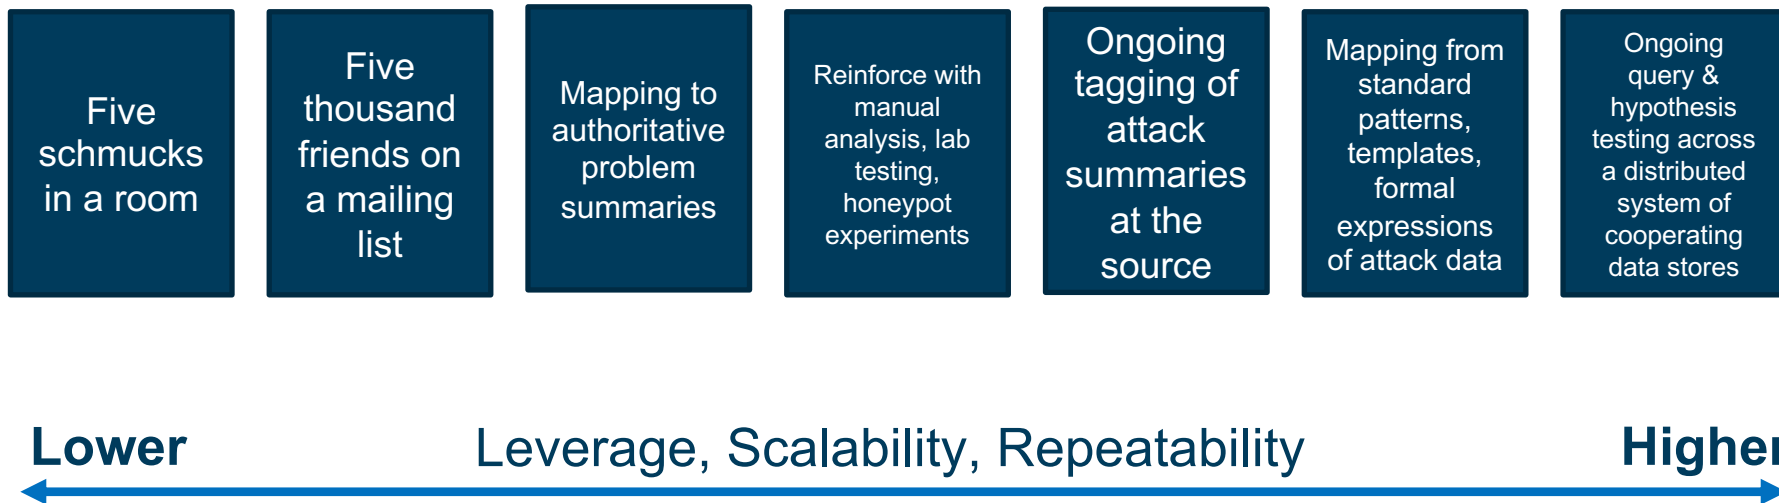 Five
schmucks
in a room
Five
thousand
friends on
a mailing
list
Mapping to
authoritative
problem
summaries
Reinforce with
manual
analysis, lab
testing,
honeypot
experiments
Ongoing
tagging of
attack
summaries
at the
source
Mapping from
standard
patterns,
templates,
formal
expressions
of attack data
Ongoing
query &
hypothesis
testing across
a distributed
system of
cooperating
data stores
Lower Leverage, Scalability, Repeatability Higher